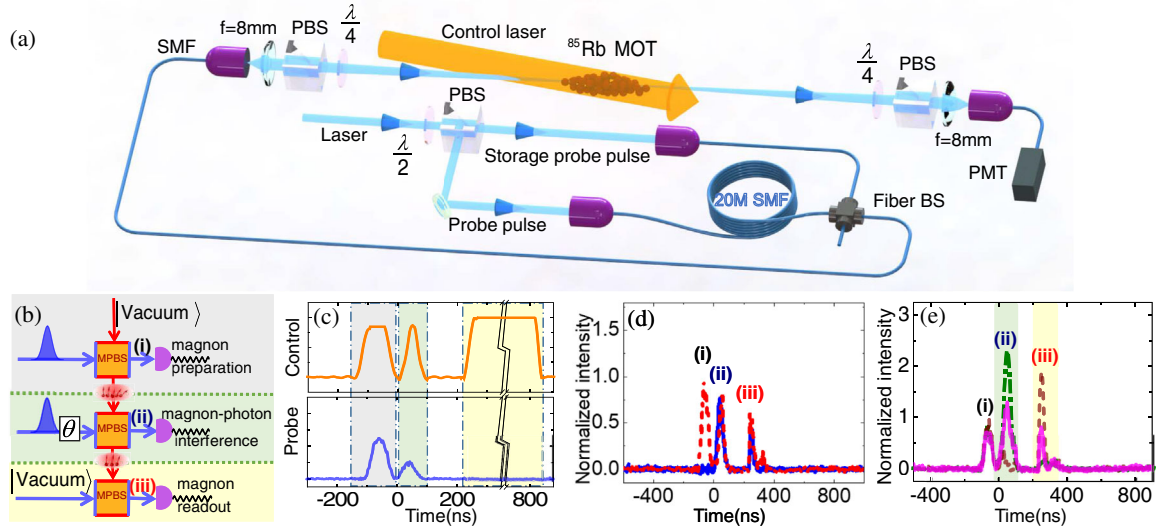 (a)
SMF
f=8mm
PBS
λ/4
Control laser
⁸⁵Rb MOT
λ/4
PBS
f=8mm
PMT
PBS
Laser
λ/2
Storage probe pulse
Probe pulse
20M SMF
Fiber BS
(b)
|Vacuum⟩
MPBS
(i)
magnon
preparation
θ
MPBS
(ii)
magnon-photon
interference
|Vacuum⟩
MPBS
(iii)
magnon
readout
(c)
Control
Probe
-200 0 200 800
Time(ns)
(d)
Normalized intensity
1.5
1.0
0.5
0.0
(i)
(ii)
(iii)
-400 0 400 800
Time(ns)
(e)
Normalized intensity
3
2
1
0
(i)
(ii)
(iii)
-400 0 400 800
Time(ns)